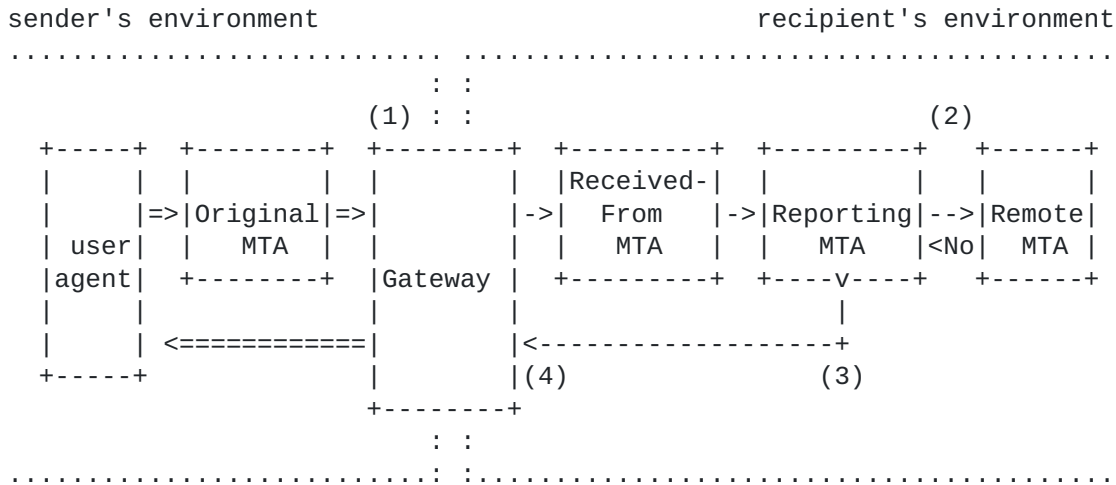 sender's environment                            recipient's environment
............................ ..........................................
                            : :
                        (1) : :                             (2)
  +-----+  +--------+  +--------+  +---------+  +---------+   +------+
  |     |  |        |  |        |  |Received-|  |         |   |      |
  |     |=>|Original|=>|        |->|  From   |->|Reporting|-->|Remote|
  | user|  |   MTA  |  |        |  |   MTA   |  |   MTA   |<No|  MTA |
  |agent|  +--------+  |Gateway |  +---------+  +----v----+   +------+
  |     |              |        |                    |
  |     | <============|        |<-------------------+
  +-----+              |        |(4)                (3)
                       +--------+
                            : :
............................: :.........................................